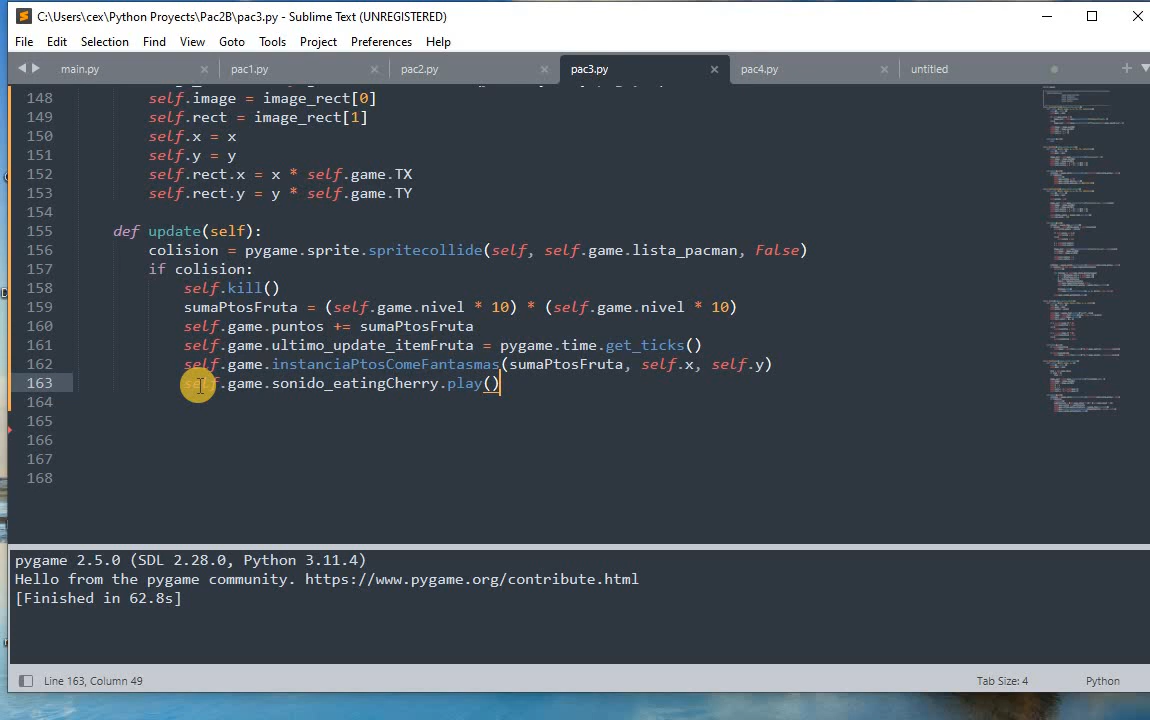 C:\Users\cex\Python Proyects\Pac2B\pac3.py - Sublime Text (UNREGISTERED)
File Edit Selection Find View Goto Tools Project Preferences Help
main.py pac1.py pac2.py pac3.py pac4.py untitled
148 self.image = image_rect[0]
149 self.rect = image_rect[1]
150 self.x = x
151 self.y = y
152 self.rect.x = x * self.game.TX
153 self.rect.y = y * self.game.TY
154
155 def update(self):
156 colision = pygame.sprite.spritecollide(self, self.game.lista_pacman, False)
157 if colision:
158 self.kill()
159 sumaPtosFruta = (self.game.nivel * 10) * (self.game.nivel * 10)
160 self.game.puntos += sumaPtosFruta
161 self.game.ultimo_update_itemFruta = pygame.time.get_ticks()
162 self.game.instanciaPtosComeFantasmas(sumaPtosFruta, self.x, self.y)
163 self.game.sonido_eatingCherry.play()
164
165
166
167
168
pygame 2.5.0 (SDL 2.28.0, Python 3.11.4)
Hello from the pygame community. https://www.pygame.org/contribute.html
[Finished in 62.8s]
Line 163, Column 49 Tab Size: 4 Python